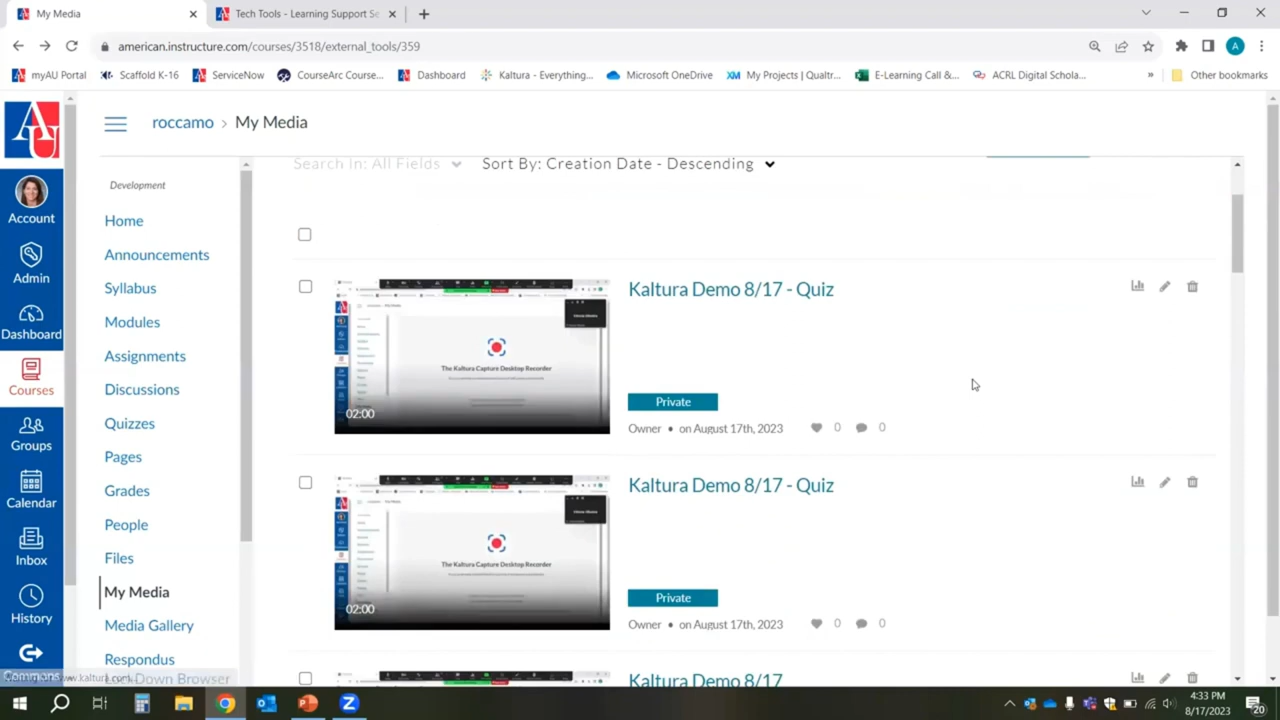 My Media
Tech Tools - Learning Support Se
american.instructure.com/courses/3518/external_tools/359
A
myAU Portal
Scaffold K-16
ServiceNow
CourseArc Course...
Dashboard
Kaltura - Everything...
Microsoft OneDrive
My Projects (Qualtr...
E-Learning Call &...
ACRL Digital Schola...
»
Other bookmarks
AU
roccamo > My Media
Search In: All Fields
Sort By: Creation Date - Descending
Account
Admin
Dashboard
Courses
Groups
Calendar
Inbox
History
Commons
Development
Home
Announcements
Syllabus
Modules
Assignments
Discussions
Quizzes
Pages
Grades
People
Files
My Media
Media Gallery
Respondus
Down Browser
The Kaltura Capture Desktop Recorder
02:00
Kaltura Demo 8/17 - Quiz
Private
Owner • on August 17th, 2023 0 0
The Kaltura Capture Desktop Recorder
02:00
Kaltura Demo 8/17 - Quiz
Private
Owner • on August 17th, 2023 0 0
Kaltura Demo 8/17
4:33 PM
8/17/2023
20